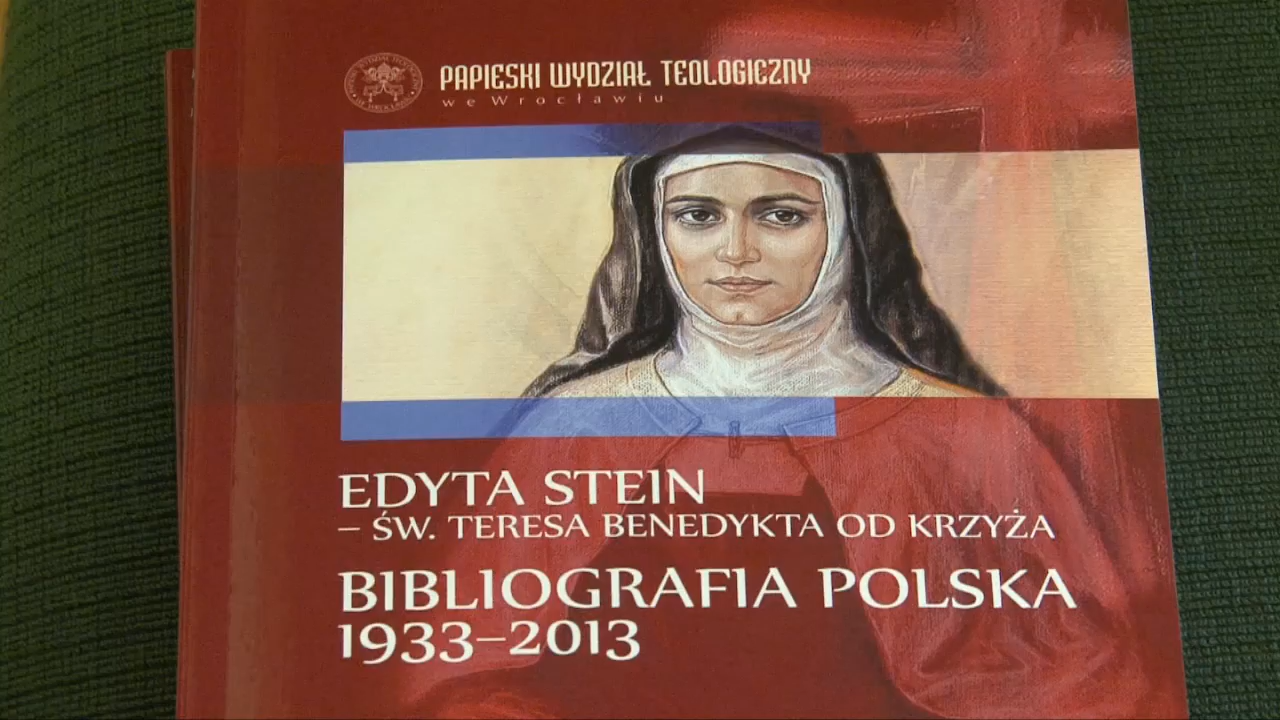 PAPIESKI WYDZIAŁ TEOLOGICZNY
we Wrocławiu
EDYTA STEIN
– ŚW. TERESA BENEDYKTA OD KRZYŻA
BIBLIOGRAFIA POLSKA
1933–2013